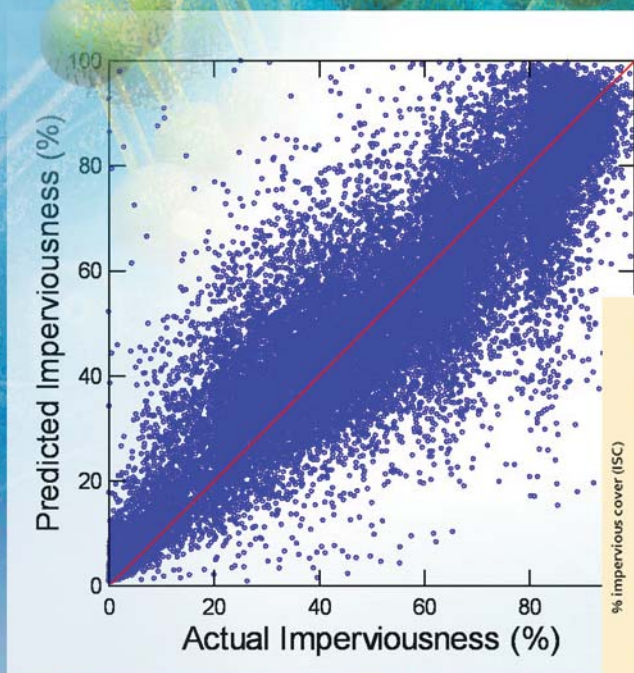 100
80
60
40
20
0
Predicted Imperviousness (%)
0 20 40 60 80
Actual Imperviousness (%)
% impervious cover (ISC)